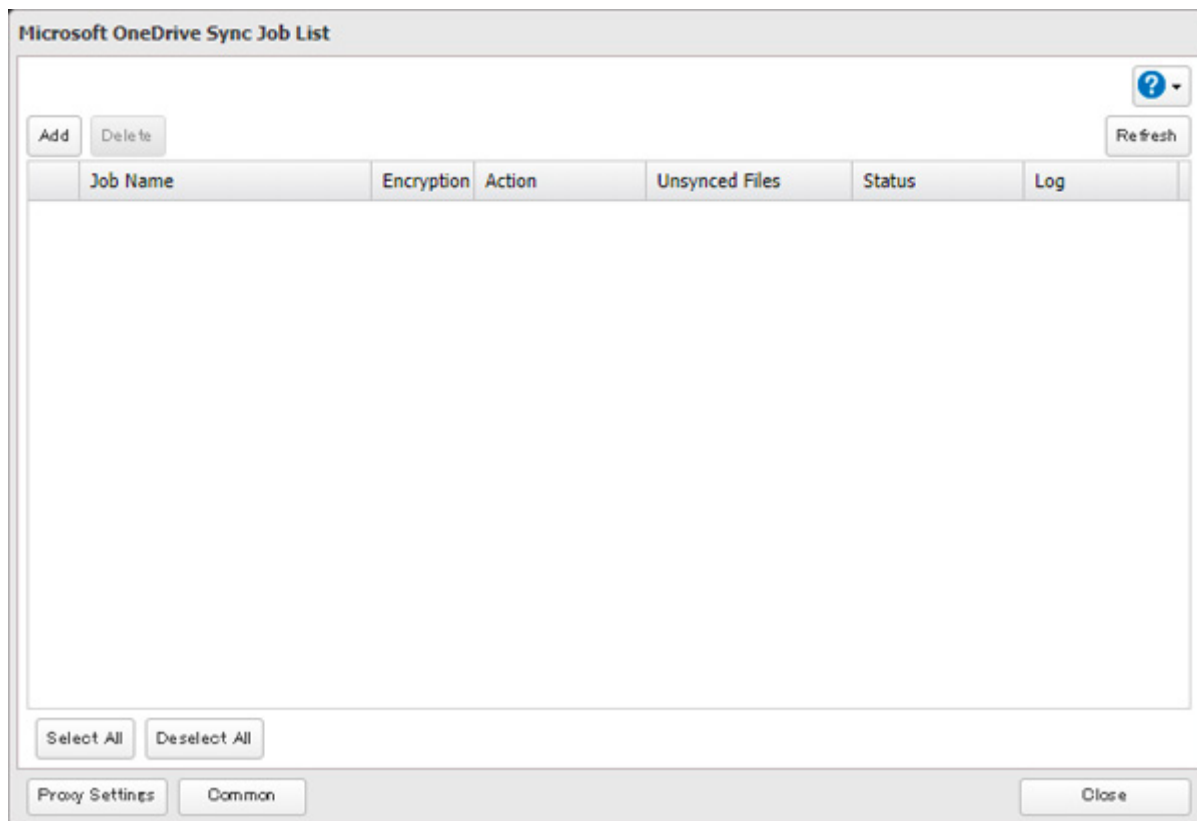 Microsoft OneDrive Sync Job List
?
Add Delete Refresh
Job Name Encryption Action Unsynced Files Status Log
Select All Deselect All
Proxy Settings Common Close